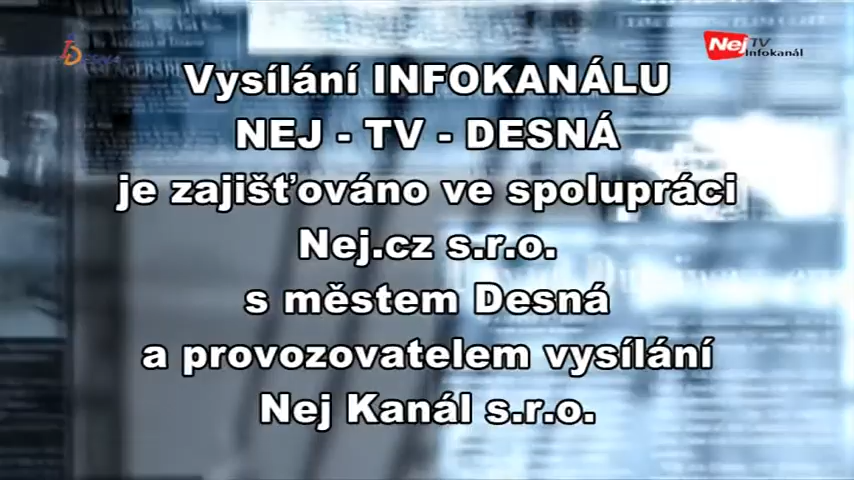 Nej TV
Infokanál
Vysílání INFOKANÁLU
NEJ - TV - DESNÁ
je zajišťováno ve spolupráci
Nej.cz s.r.o.
s městem Desná
a provozovatelem vysílání
Nej Kanál s.r.o.